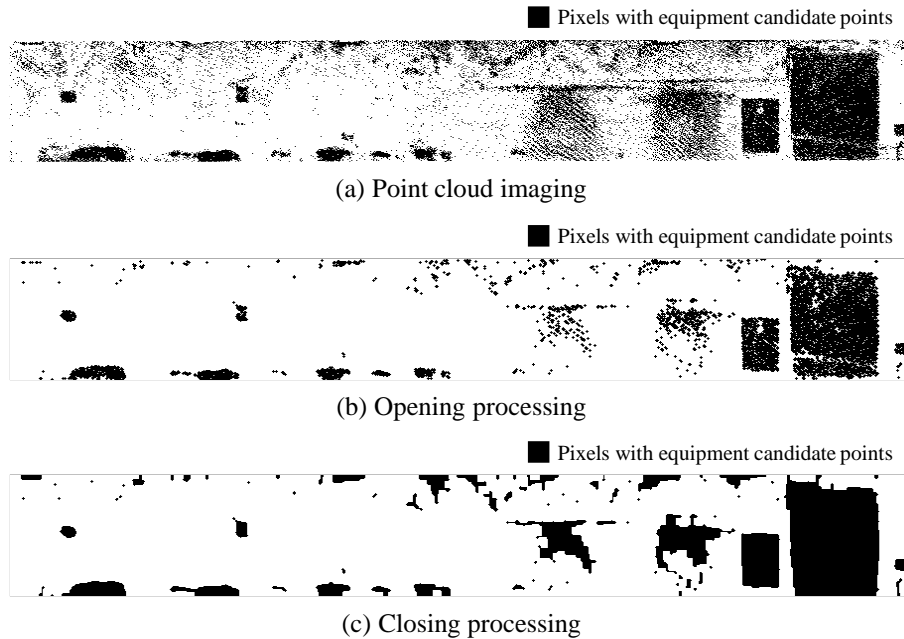 Pixels with equipment candidate points
(a) Point cloud imaging
Pixels with equipment candidate points
(b) Opening processing
Pixels with equipment candidate points
(c) Closing processing